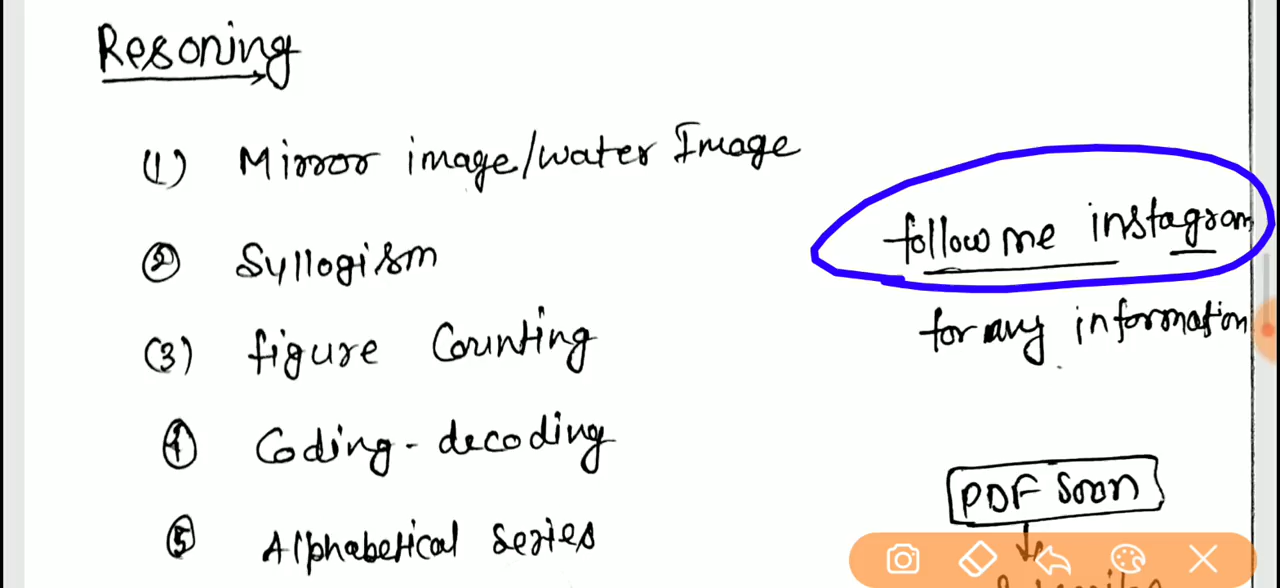 Resoning
(1) Mirror image/water Image
② Syllogism
(3) figure Counting
④ Coding-decoding
⑤ Alphabetical series
follow me instagram
for any information
PDF Soon